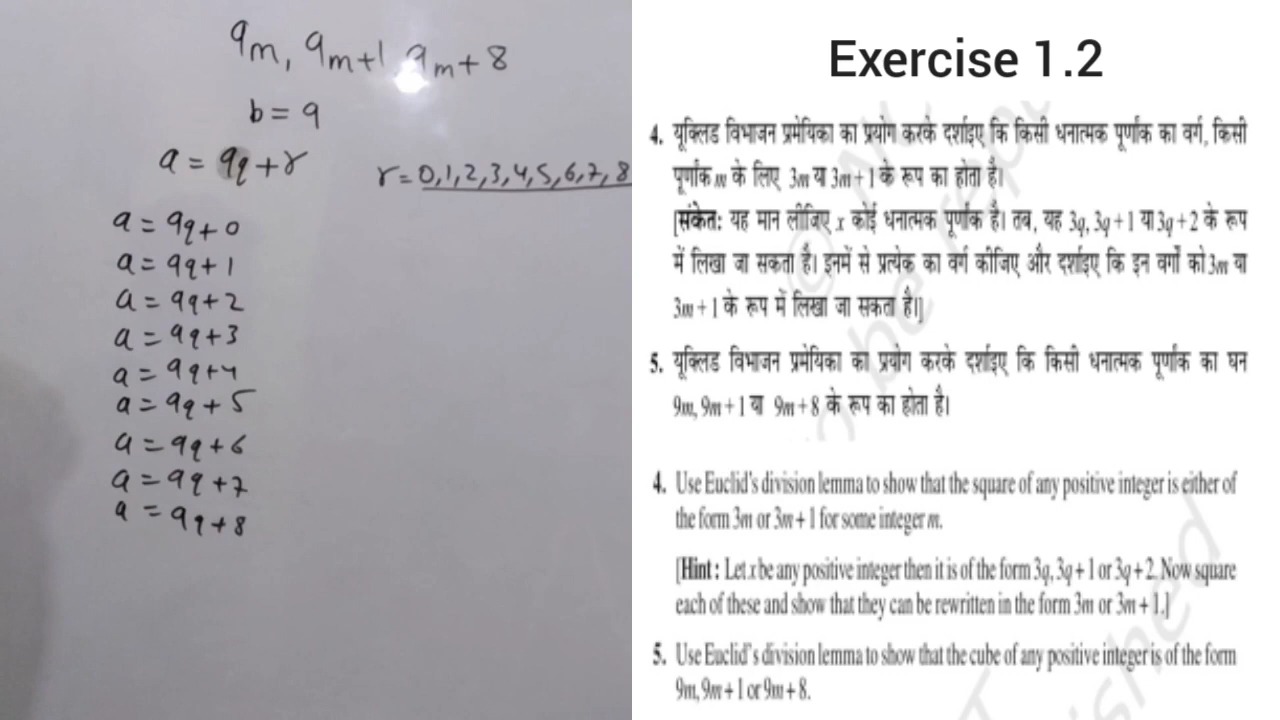 9m, 9m+1 9m+8
b = 9
a = 9q+r
r = 0,1,2,3,4,5,6,7,8
a = 9q+0
a = 9q+1
a = 9q+2
a = 9q+3
a = 9q+4
a = 9q+5
a = 9q+6
a = 9q+7
a = 9q+8
Exercise 1.2
4. यूक्लिड विभाजन प्रमेयिका का प्रयोग करके दर्शाइए कि किसी धनात्मक पूर्णांक का वर्ग, किसी
पूर्णांक m के लिए 3m या 3m + 1 के रूप का होता है।
[संकेत: यह मान लीजिए x कोई धनात्मक पूर्णांक है। तब, यह 3q, 3q + 1 या 3q + 2 के रूप
में लिखा जा सकता है। इनमें से प्रत्येक का वर्ग कीजिए और दर्शाइए कि इन वर्गों को 3m या
3m + 1 के रूप में लिखा जा सकता है।]
5. यूक्लिड विभाजन प्रमेयिका का प्रयोग करके दर्शाइए कि किसी धनात्मक पूर्णांक का घन
9m, 9m + 1 या 9m + 8 के रूप का होता है।
4. Use Euclid's division lemma to show that the square of any positive integer is either of
the form 3m or 3m + 1 for some integer m.
[Hint : Let x be any positive integer then it is of the form 3q, 3q + 1 or 3q + 2. Now square
each of these and show that they can be rewritten in the form 3m or 3m + 1.]
5. Use Euclid's division lemma to show that the cube of any positive integer is of the form
9m, 9m + 1 or 9m + 8.